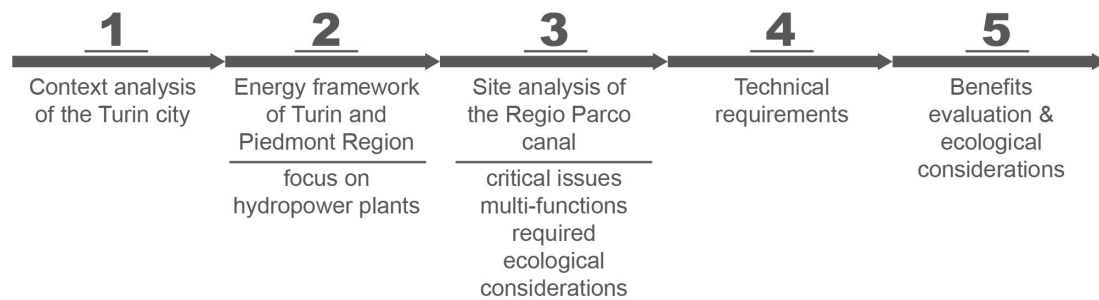 1
Context analysis
of the Turin city
2
Energy framework
of Turin and
Piedmont Region
focus on
hydropower plants
3
Site analysis of
the Regio Parco
canal
critical issues
multi-functions
required
ecological
considerations
4
Technical
requirements
5
Benefits
evaluation &
ecological
considerations